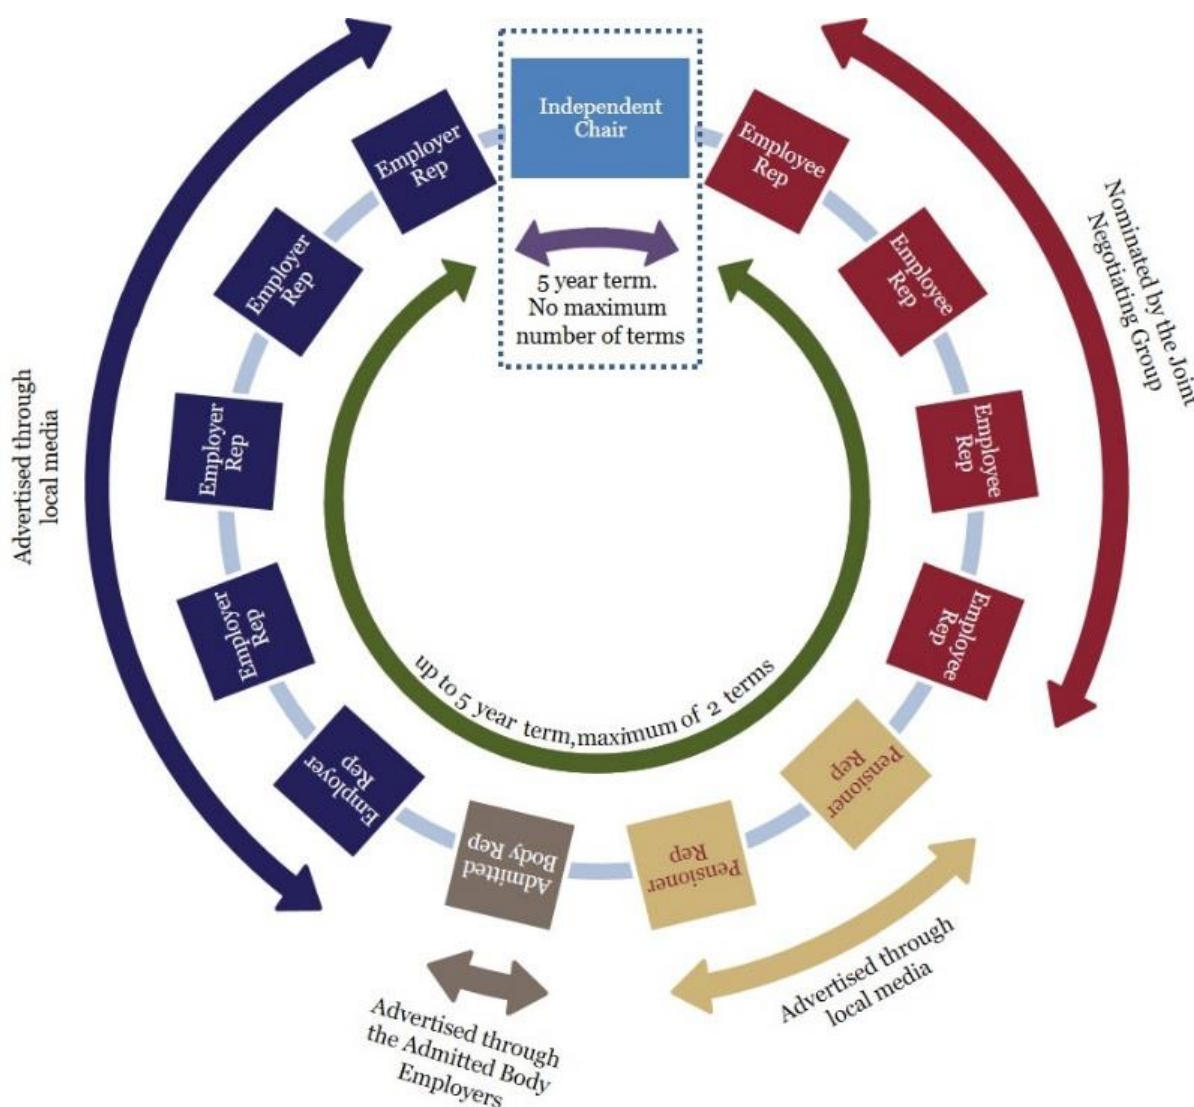 Independent
Chair
5 year term.
No maximum
number of terms
Employee
Rep
Employee
Rep
Employee
Rep
Employee
Rep
Nominated by the Joint
Negotiating Group
Pensioner
Rep
Pensioner
Rep
Advertised through
local media
Admitted
Body Rep
Advertised through
the Admitted Body
Employers
Employer
Rep
Employer
Rep
Employer
Rep
Employer
Rep
Employer
Rep
Advertised through
local media
up to 5 year term,maximum of 2 terms